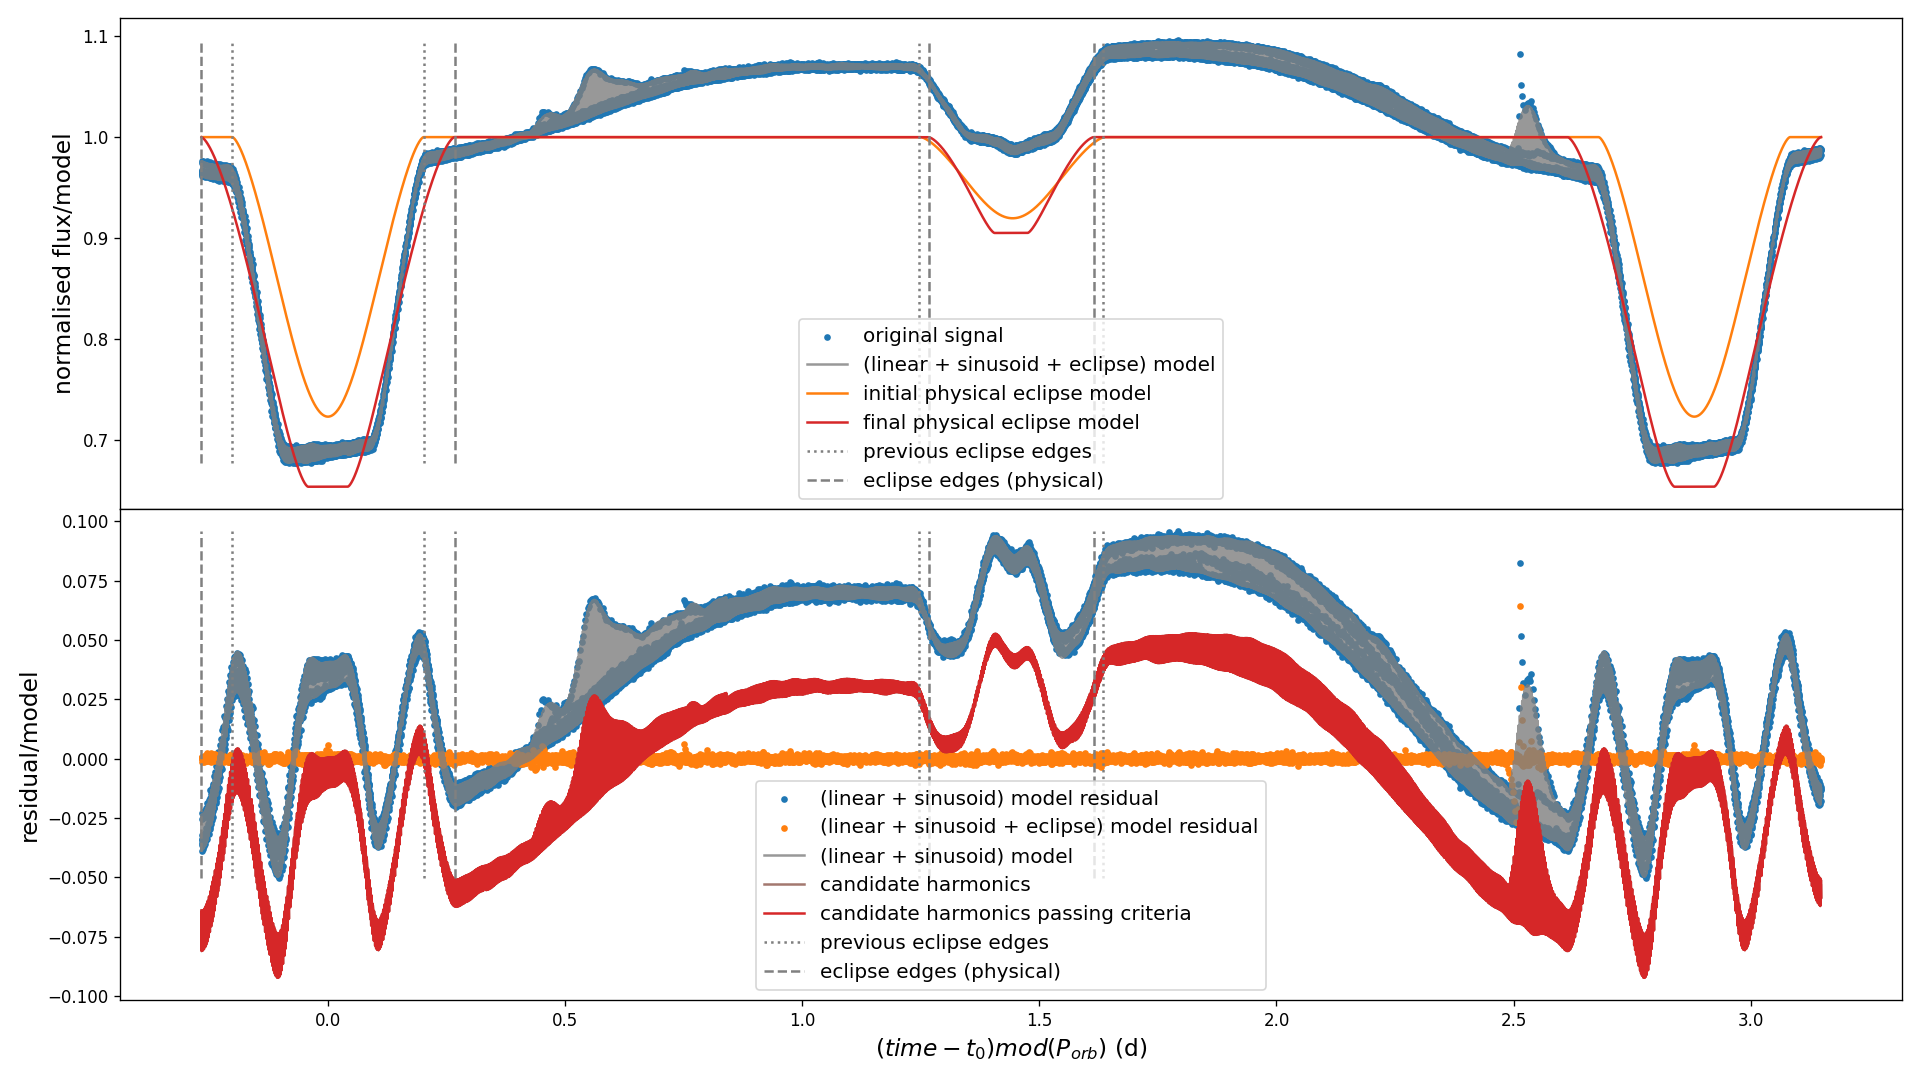 1.1
1.0
0.9
0.8
0.7
normalised flux/model
original signal
(linear + sinusoid + eclipse) model
initial physical eclipse model
final physical eclipse model
previous eclipse edges
eclipse edges (physical)
0.100
0.075
0.050
0.025
0.000
−0.025
−0.050
−0.075
−0.100
residual/model
(linear + sinusoid) model residual
(linear + sinusoid + eclipse) model residual
(linear + sinusoid) model
candidate harmonics
candidate harmonics passing criteria
previous eclipse edges
eclipse edges (physical)
0.0 0.5 1.0 1.5 2.0 2.5 3.0
(time − t₀)mod(P_orb) (d)